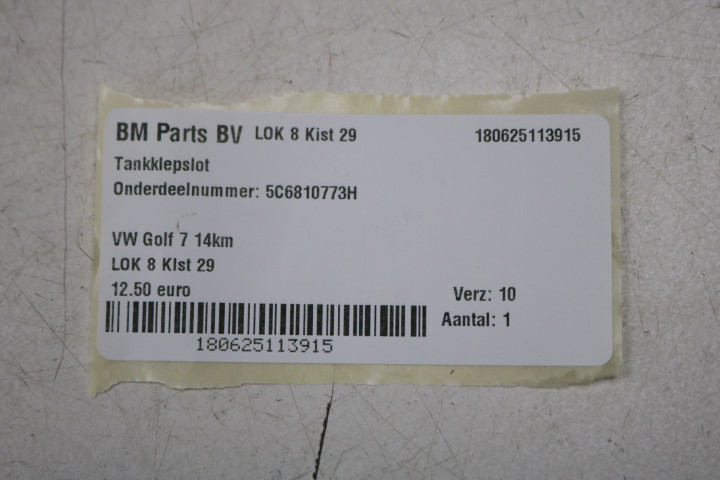 BM Parts BV LOK 8 Kist 29 180625113915
Tankklepslot
Onderdeelnummer: 5C6810773H
VW Golf 7 14km
LOK 8 Kist 29
12.50 euro
Verz: 10
Aantal: 1
180625113915